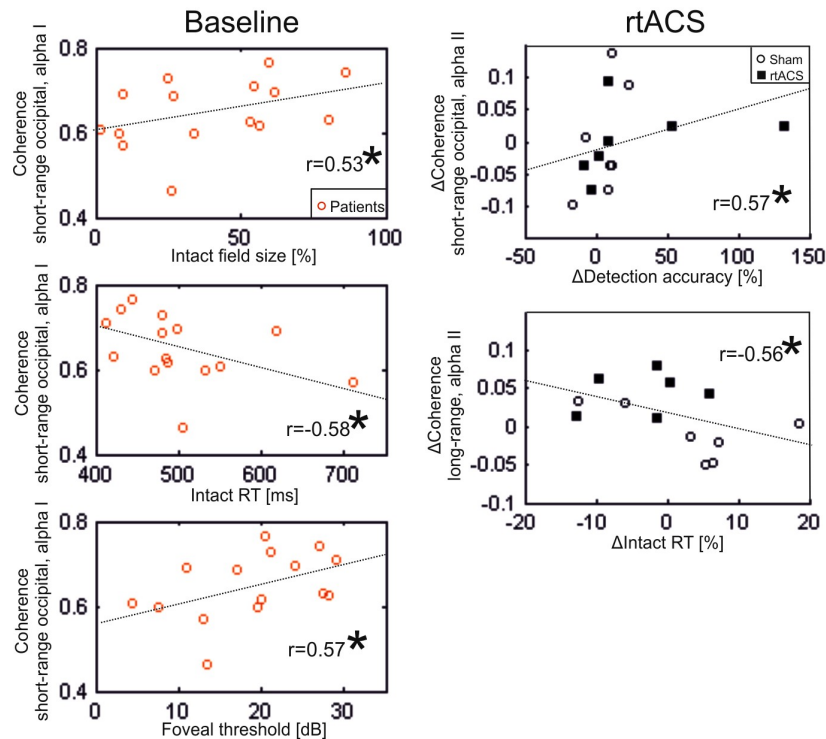 Baseline
rtACS
Coherence
short-range occipital, alpha I
0.8
0.6
0.4
r=0.53*
Patients
0
50
100
Intact field size [%]
Coherence
short-range occipital, alpha I
0.8
0.6
0.4
r=-0.58*
400
500
600
700
Intact RT [ms]
Coherence
short-range occipital, alpha I
0.8
0.6
0.4
r=0.57*
0
10
20
30
Foveal threshold [dB]
ΔCoherence
short-range occipital, alpha II
0.1
0.05
0
-0.05
-0.1
Sham
rtACS
r=0.57*
-50
0
50
100
150
ΔDetection accuracy [%]
ΔCoherence
long-range, alpha II
0.1
0.05
0
-0.05
-0.1
r=-0.56*
-20
-10
0
10
20
ΔIntact RT [%]